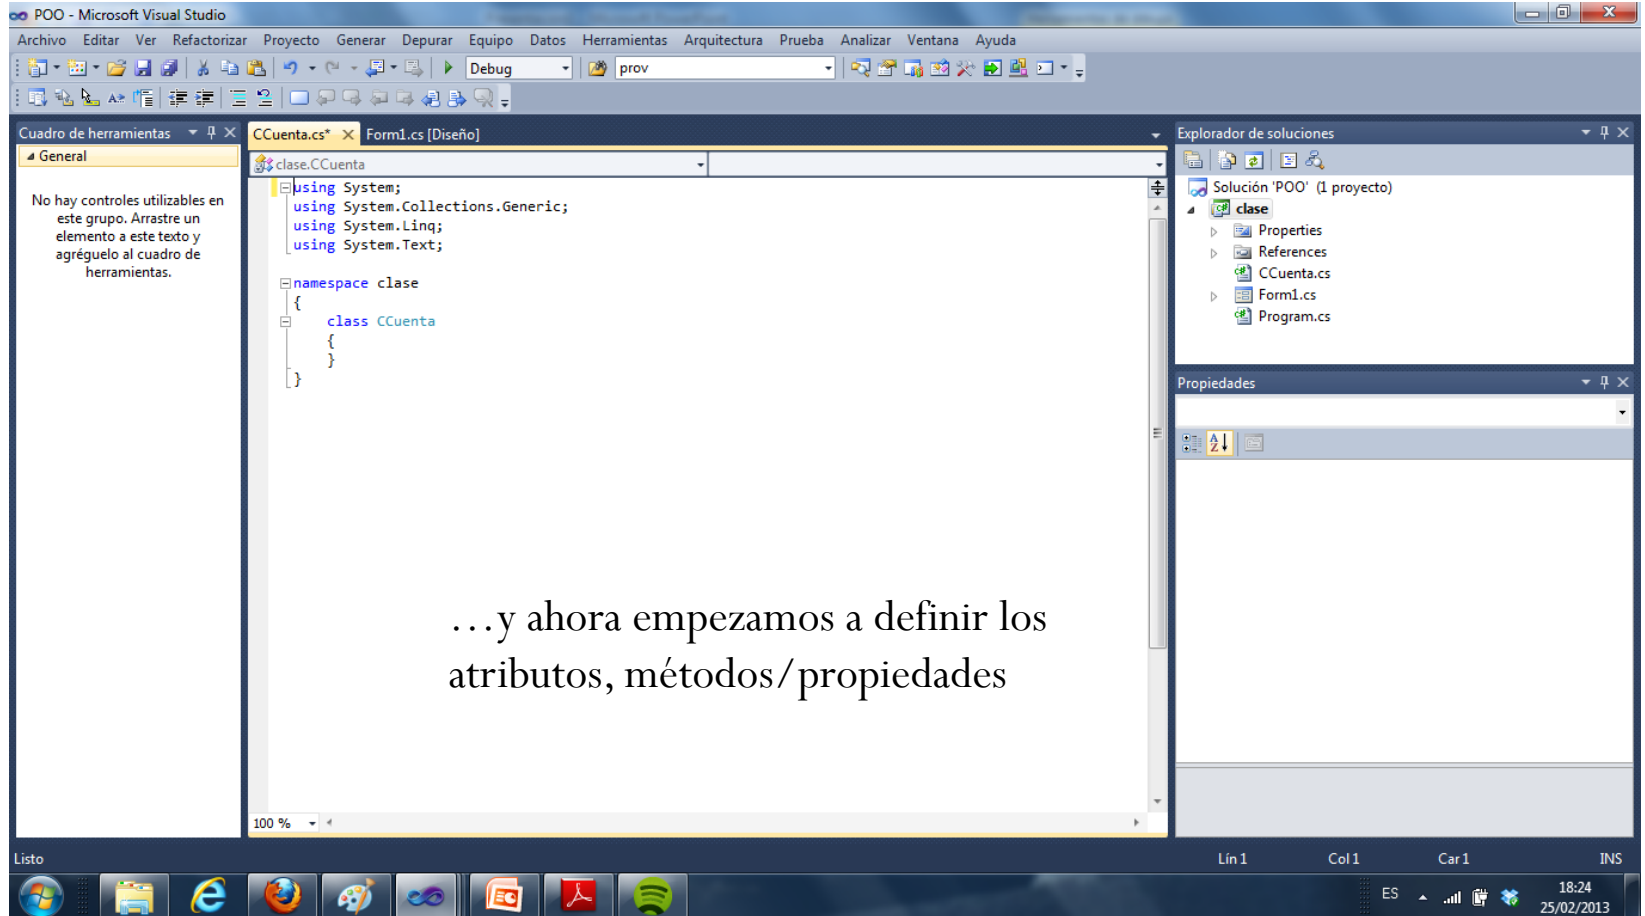 POO - Microsoft Visual Studio
Archivo Editar Ver Refactorizar Proyecto Generar Depurar Equipo Datos Herramientas Arquitectura Prueba Analizar Ventana Ayuda
Debug prov
Cuadro de herramientas
General
No hay controles utilizables en
este grupo. Arrastre un
elemento a este texto y
agréguelo al cuadro de
herramientas.
CCuenta.cs* Form1.cs [Diseño]
clase.CCuenta
using System;
using System.Collections.Generic;
using System.Linq;
using System.Text;
namespace clase
{
class CCuenta
{
}
}
…y ahora empezamos a definir los
atributos, métodos/propiedades
100 %
Explorador de soluciones
Solución 'POO' (1 proyecto)
clase
Properties
References
CCuenta.cs
Form1.cs
Program.cs
Propiedades
Listo Lín 1 Col 1 Car 1 INS
ES 18:24
25/02/2013